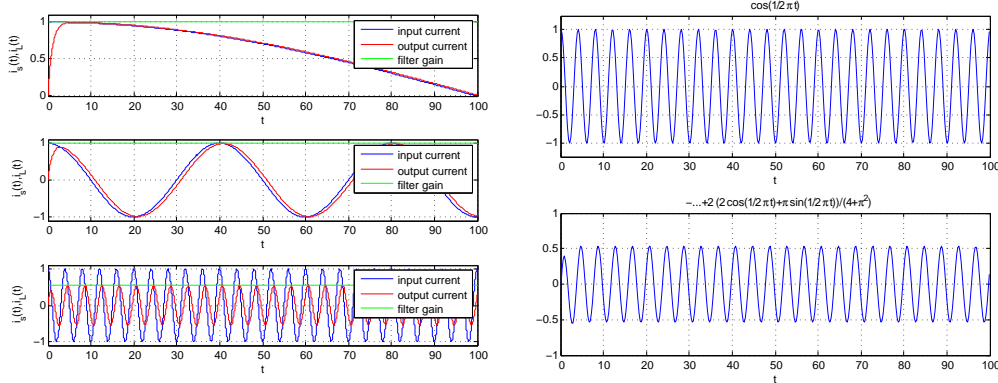 i_s(t),i_L(t)
1
0.5
0
input current
output current
filter gain
0 10 20 30 40 50 60 70 80 90 100
t
i_s(t),i_L(t)
1
0
−1
input current
output current
filter gain
0 10 20 30 40 50 60 70 80 90 100
t
i_s(t),i_L(t)
1
0
−1
input current
output current
filter gain
0 10 20 30 40 50 60 70 80 90 100
t
cos(1/2 π t)
1
0.5
0
−0.5
−1
0 10 20 30 40 50 60 70 80 90 100
t
−...+2 (2 cos(1/2 π t)+π sin(1/2 π t))/(4+π²)
1
0.5
0
−0.5
−1
0 10 20 30 40 50 60 70 80 90 100
t